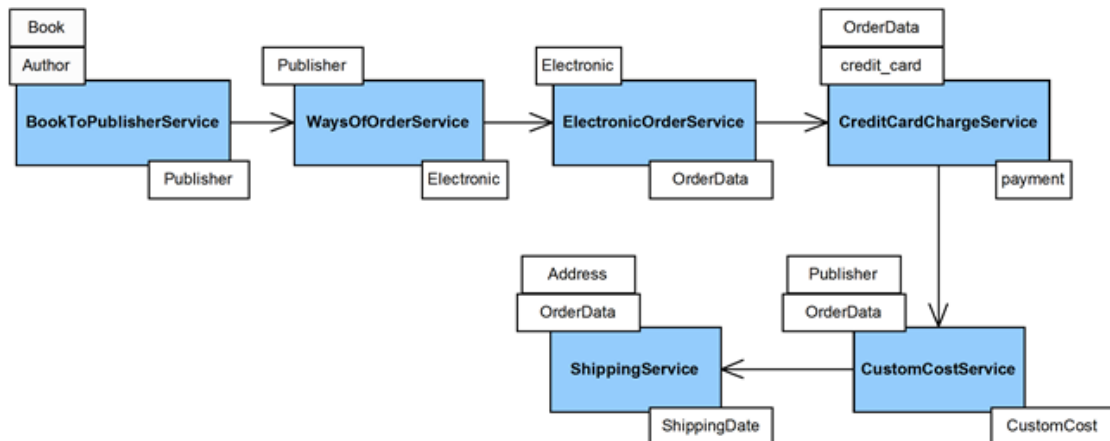 Book
Author
BookToPublisherService
Publisher
Publisher
WaysOfOrderService
Electronic
Electronic
ElectronicOrderService
OrderData
OrderData
credit_card
CreditCardChargeService
payment
Address
OrderData
ShippingService
ShippingDate
Publisher
OrderData
CustomCostService
CustomCost